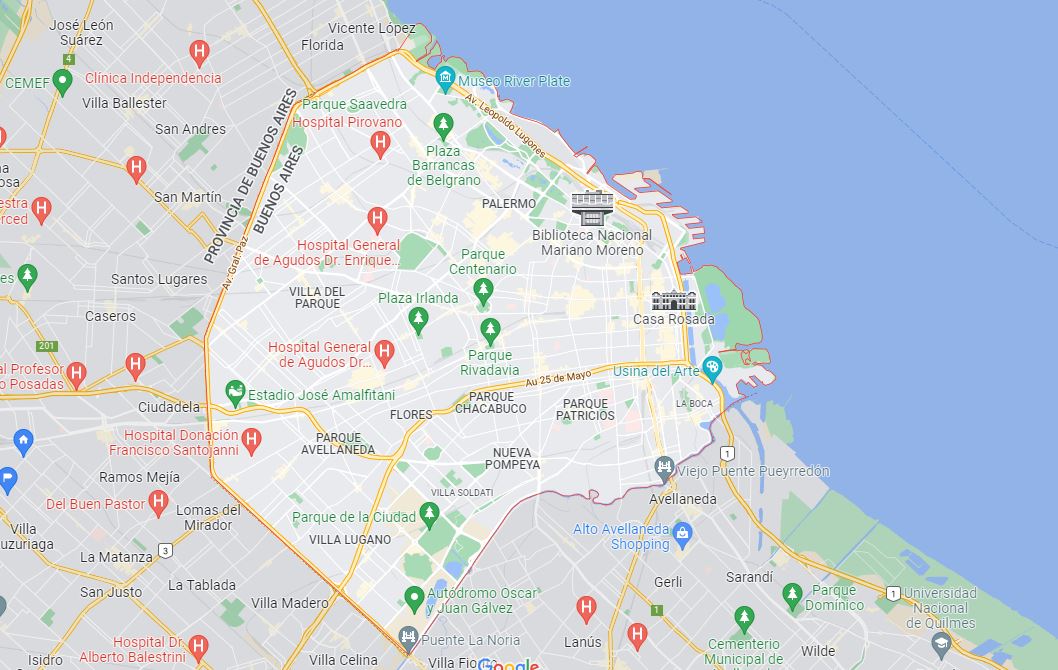 José León
Suárez
Vicente López
Florida
4
Clínica Independencia
CEMEF
Villa Ballester
Museo River Plate
Parque Saavedra
Hospital Pirovano
Av. Leopoldo Lugones
San Andres
Plaza
Barrancas
de Belgrano
PROVINCIA DE BUENOS AIRES
BUENOS AIRES
San Martín
PALERMO
Biblioteca Nacional
Mariano Moreno
Hospital General
de Agudos Dr. Enrique...
Av. Gral. Paz
Parque
Centenario
Santos Lugares
VILLA DEL
PARQUE
Plaza Irlanda
Casa Rosada
Caseros
201
Hospital General
de Agudos Dr...
Parque
Rivadavia
Profesor
Posadas
Usina del Arte
Au 25 de Mayo
Estadio José Amalfitani
Ciudadela
FLORES
PARQUE
CHACABUCO
PARQUE
PATRICIOS
LA BOCA
Hospital Donación
Francisco Santojanni
PARQUE
AVELLANEDA
NUEVA
POMPEYA
1
Ramos Mejía
Viejo Puente Pueyrredón
VILLA SOLDATI
Avellaneda
Del Buen Pastor
Lomas del
Mirador
Parque de la Ciudad
Villa
VILLA LUGANO
Alto Avellaneda
Shopping
La Matanza
3
Gerli
Sarandí
San Justo
La Tablada
Villa Madero
Autódromo Oscar
y Juan Gálvez
Parque
Domínico
1
Universidad
Nacional
de Quilmes
1
Hospital Dr.
Alberto Balestrini
Puente La Noria
Lanús
Cementerio
Municipal de
Wilde
Isidro
Villa Celina
Google